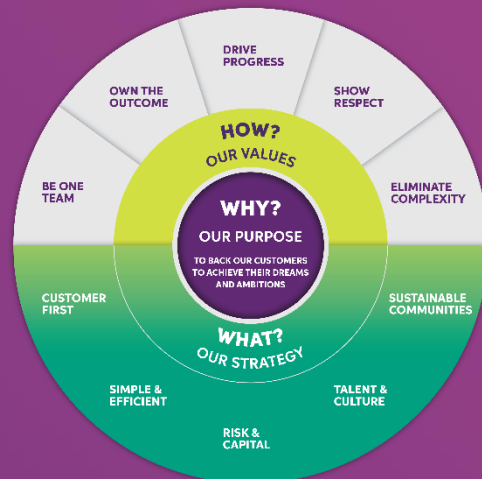 DRIVE
PROGRESS
OWN THE
OUTCOME
SHOW
RESPECT
BE ONE
TEAM
ELIMINATE
COMPLEXITY
HOW?
OUR VALUES
WHY?
OUR PURPOSE
TO BACK OUR CUSTOMERS
TO ACHIEVE THEIR DREAMS
AND AMBITIONS
WHAT?
OUR STRATEGY
CUSTOMER
FIRST
SIMPLE &
EFFICIENT
RISK &
CAPITAL
TALENT &
CULTURE
SUSTAINABLE
COMMUNITIES